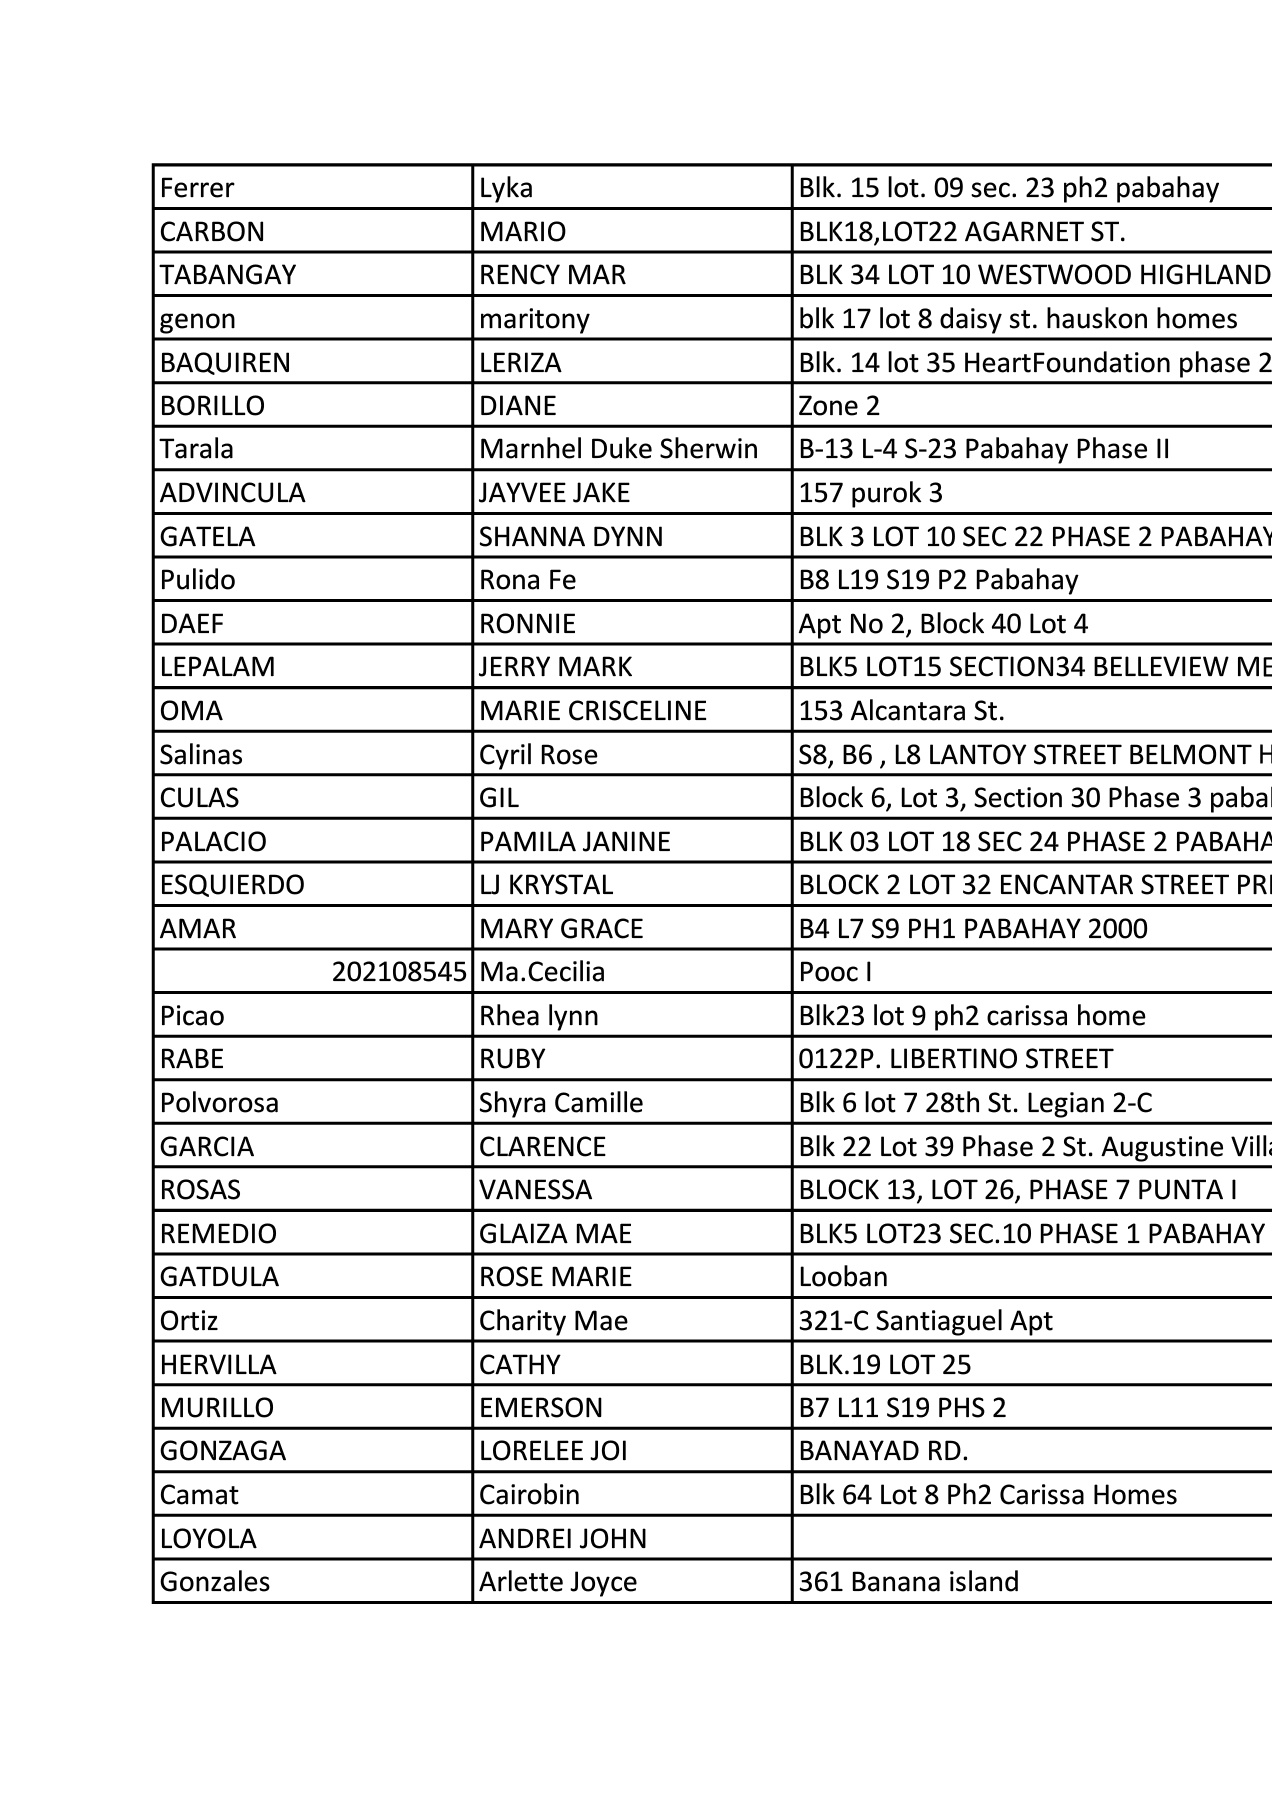 Ferrer Lyka Blk. 15 lot. 09 sec. 23 ph2 pabahay
CARBON MARIO BLK18,LOT22 AGARNET ST.
TABANGAY RENCY MAR BLK 34 LOT 10 WESTWOOD HIGHLAND
genon maritony blk 17 lot 8 daisy st. hauskon homes
BAQUIREN LERIZA Blk. 14 lot 35 HeartFoundation phase 2
BORILLO DIANE Zone 2
Tarala Marnhel Duke Sherwin B-13 L-4 S-23 Pabahay Phase II
ADVINCULA JAYVEE JAKE 157 purok 3
GATELA SHANNA DYNN BLK 3 LOT 10 SEC 22 PHASE 2 PABAHAY
Pulido Rona Fe B8 L19 S19 P2 Pabahay
DAEF RONNIE Apt No 2, Block 40 Lot 4
LEPALAM JERRY MARK BLK5 LOT15 SECTION34 BELLEVIEW ME
OMA MARIE CRISCELINE 153 Alcantara St.
Salinas Cyril Rose S8, B6 , L8 LANTOY STREET BELMONT H
CULAS GIL Block 6, Lot 3, Section 30 Phase 3 pabah
PALACIO PAMILA JANINE BLK 03 LOT 18 SEC 24 PHASE 2 PABAHA
ESQUIERDO LJ KRYSTAL BLOCK 2 LOT 32 ENCANTAR STREET PRI
AMAR MARY GRACE B4 L7 S9 PH1 PABAHAY 2000
202108545 Ma.Cecilia Pooc I
Picao Rhea lynn Blk23 lot 9 ph2 carissa home
RABE RUBY 0122P. LIBERTINO STREET
Polvorosa Shyra Camille Blk 6 lot 7 28th St. Legian 2-C
GARCIA CLARENCE Blk 22 Lot 39 Phase 2 St. Augustine Villa
ROSAS VANESSA BLOCK 13, LOT 26, PHASE 7 PUNTA I
REMEDIO GLAIZA MAE BLK5 LOT23 SEC.10 PHASE 1 PABAHAY
GATDULA ROSE MARIE Looban
Ortiz Charity Mae 321-C Santiaguel Apt
HERVILLA CATHY BLK.19 LOT 25
MURILLO EMERSON B7 L11 S19 PHS 2
GONZAGA LORELEE JOI BANAYAD RD.
Camat Cairobin Blk 64 Lot 8 Ph2 Carissa Homes
LOYOLA ANDREI JOHN
Gonzales Arlette Joyce 361 Banana island